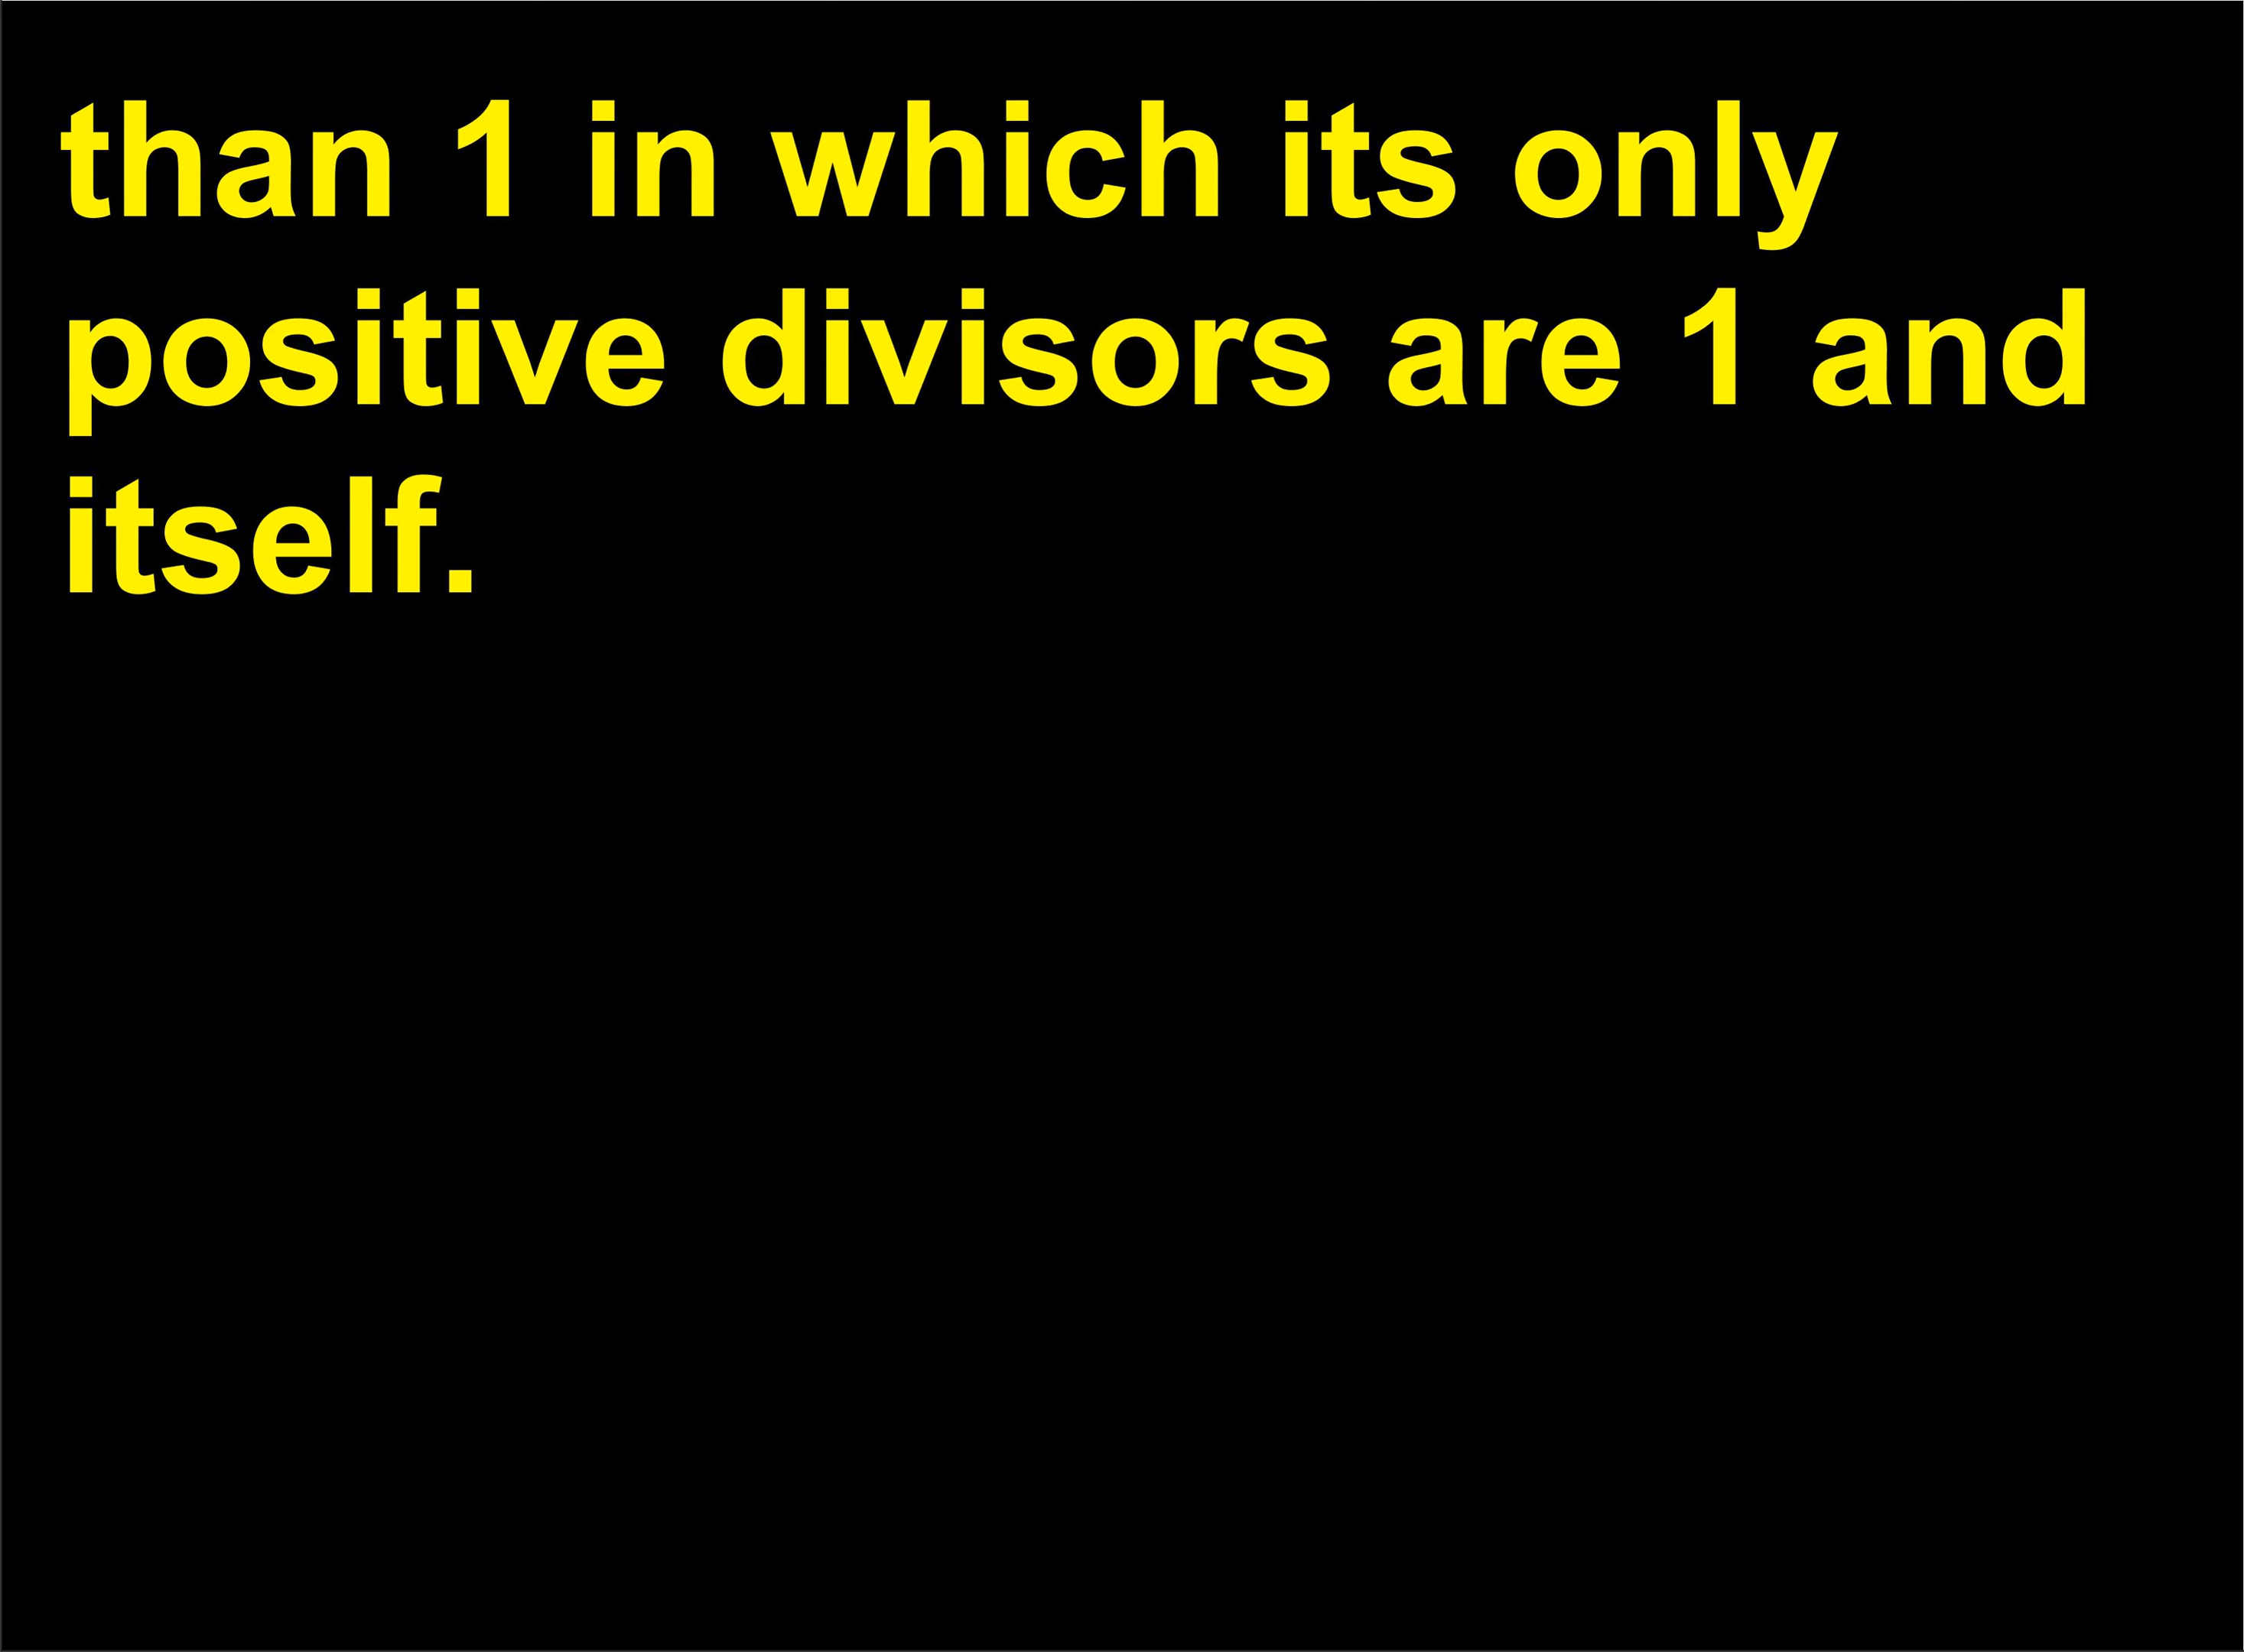 than 1 in which its only
positive divisors are 1 and
itself.